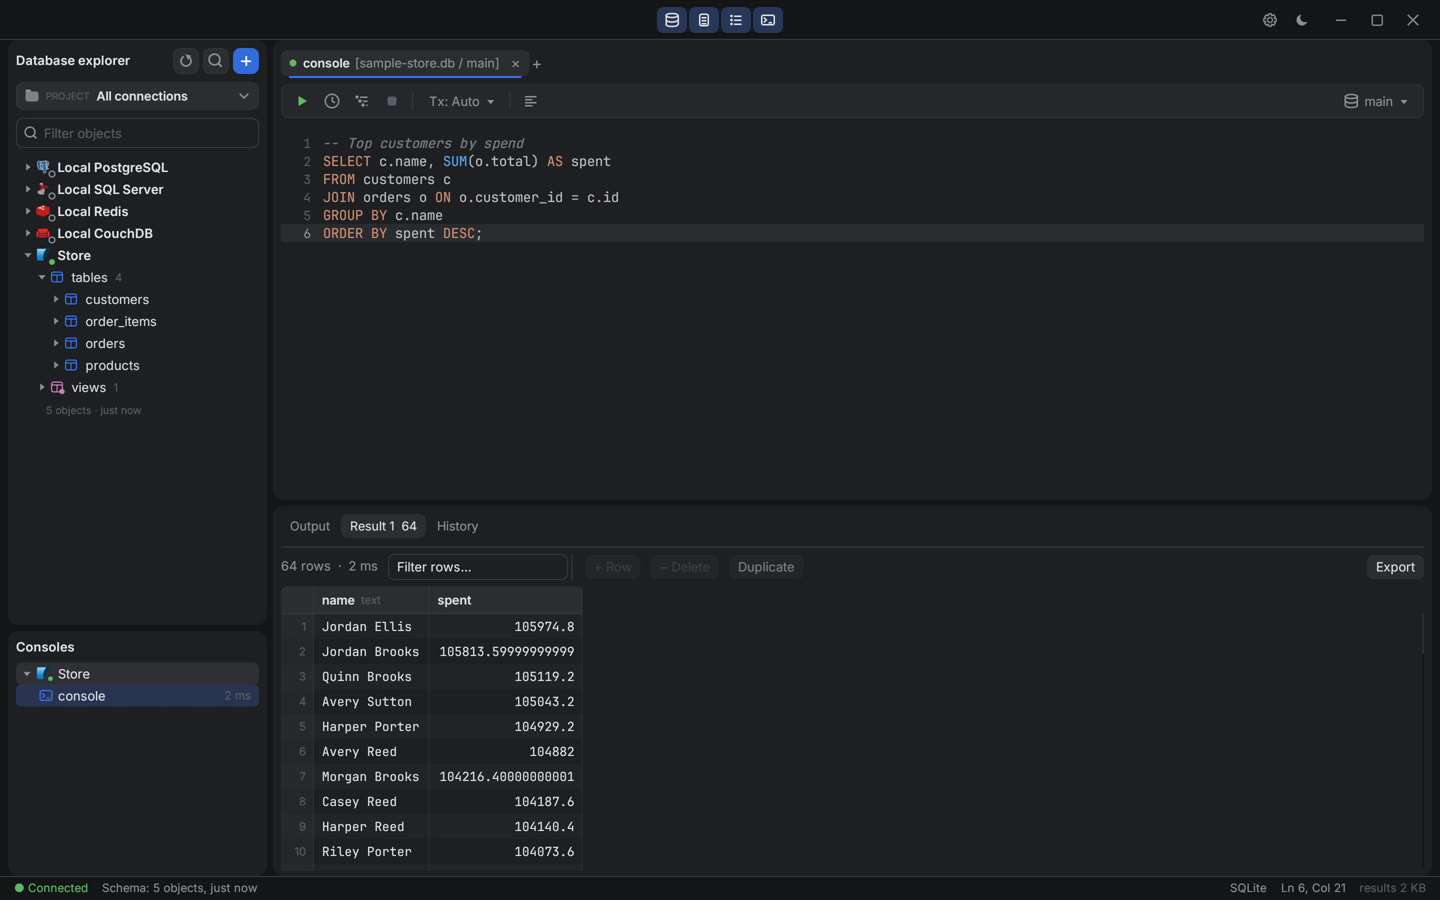 Database explorer
PROJECT All connections
Filter objects
Local PostgreSQL
Local SQL Server
Local Redis
Local CouchDB
Store
tables 4
customers
order_items
orders
products
views 1
5 objects · just now
Consoles
Store
console 2 ms
console [sample-store.db / main] × +
Tx: Auto
main
1 -- Top customers by spend
2 SELECT c.name, SUM(o.total) AS spent
3 FROM customers c
4 JOIN orders o ON o.customer_id = c.id
5 GROUP BY c.name
6 ORDER BY spent DESC;
Output Result 1 64 History
64 rows · 2 ms Filter rows... + Row − Delete Duplicate Export
name text spent
1 Jordan Ellis 105974.8
2 Jordan Brooks 105813.59999999999
3 Quinn Brooks 105119.2
4 Avery Sutton 105043.2
5 Harper Porter 104929.2
6 Avery Reed 104882
7 Morgan Brooks 104216.40000000001
8 Casey Reed 104187.6
9 Harper Reed 104140.4
10 Riley Porter 104073.6
Connected Schema: 5 objects, just now SQLite Ln 6, Col 21 results 2 KB